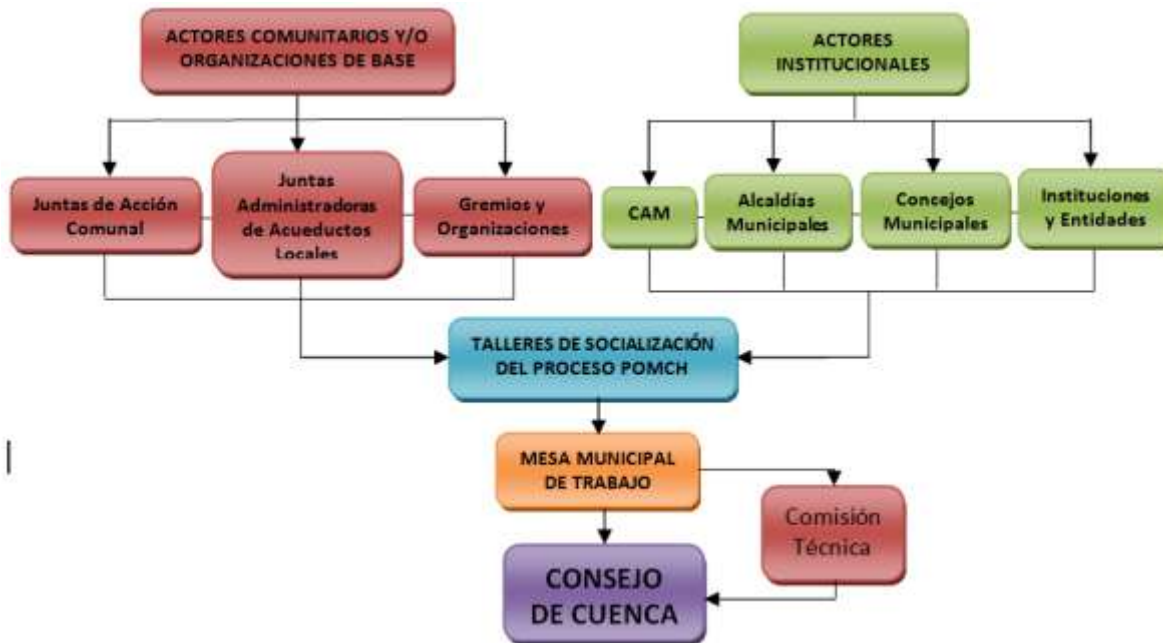 ACTORES COMUNITARIOS Y/O
ORGANIZACIONES DE BASE
ACTORES
INSTITUCIONALES
Juntas de Acción
Comunal
Juntas
Administradoras
de Acueductos
Locales
Gremios y
Organizaciones
CAM
Alcaldías
Municipales
Concejos
Municipales
Instituciones
y Entidades
TALLERES DE SOCIALIZACIÓN
DEL PROCESO POMCH
MESA MUNICIPAL
DE TRABAJO
Comisión
Técnica
CONSEJO
DE CUENCA